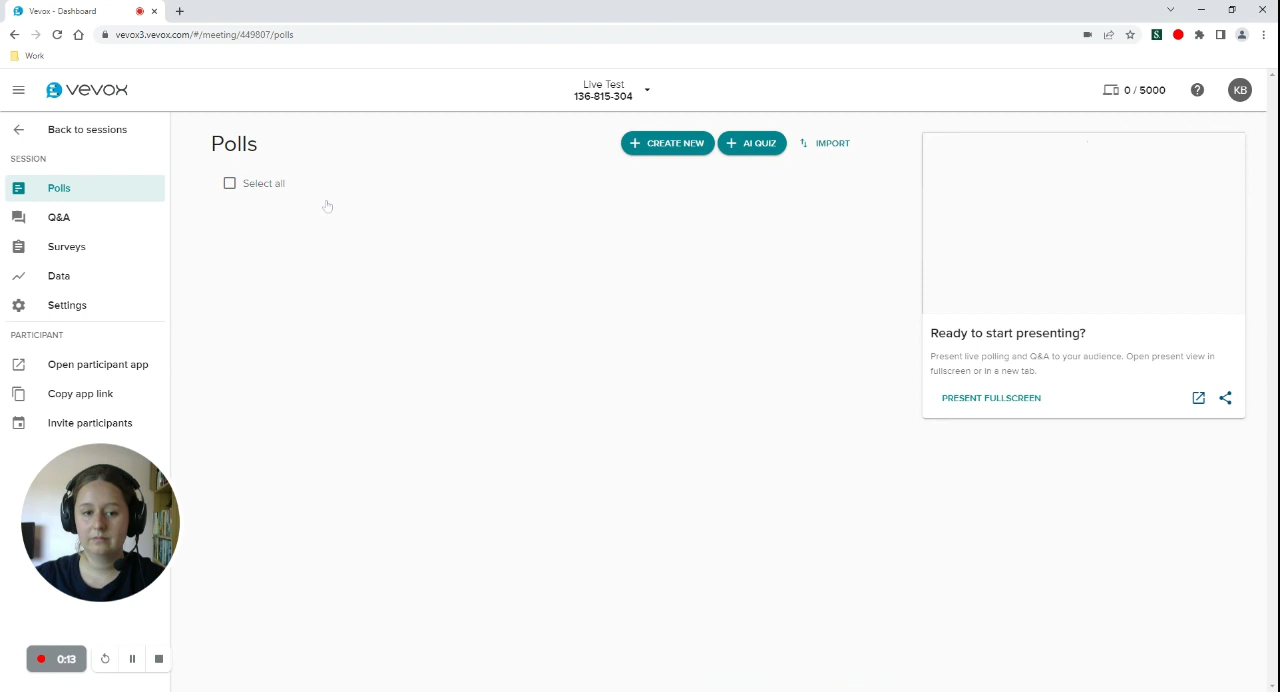 Vevox - Dashboard
vevox3.vevox.com/#/meeting/449807/polls
Work
vevox
Live Test
136-815-304
0 / 5000
KB
Back to sessions
SESSION
Polls
Q&A
Surveys
Data
Settings
PARTICIPANT
Open participant app
Copy app link
Invite participants
0:13
Polls
CREATE NEW
AI QUIZ
IMPORT
Select all
Ready to start presenting?
Present live polling and Q&A to your audience. Open present view in
fullscreen or in a new tab.
PRESENT FULLSCREEN